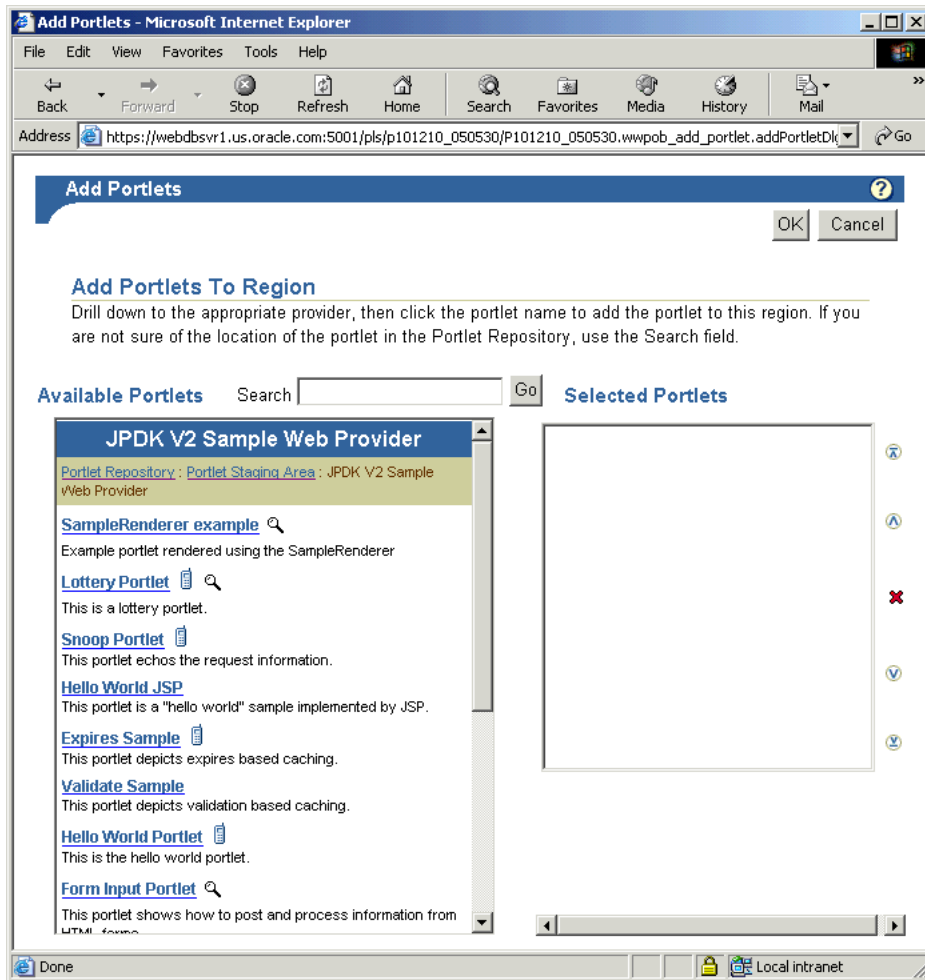 Add Portlets - Microsoft Internet Explorer
File Edit View Favorites Tools Help
Back Forward Stop Refresh Home Search Favorites Media History Mail »
Address https://webdbsvr1.us.oracle.com:5001/pls/p101210_050530/P101210_050530.wwpob_add_portlet.addPortletDlg Go
Add Portlets ?
OK Cancel
Add Portlets To Region
Drill down to the appropriate provider, then click the portlet name to add the portlet to this region. If you
are not sure of the location of the portlet in the Portlet Repository, use the Search field.
Available Portlets Search Go Selected Portlets
JPDK V2 Sample Web Provider
Portlet Repository : Portlet Staging Area : JPDK V2 Sample
Web Provider
SampleRenderer example
Example portlet rendered using the SampleRenderer
Lottery Portlet
This is a lottery portlet.
Snoop Portlet
This portlet echos the request information.
Hello World JSP
This portlet is a "hello world" sample implemented by JSP.
Expires Sample
This portlet depicts expires based caching.
Validate Sample
This portlet depicts validation based caching.
Hello World Portlet
This is the hello world portlet.
Form Input Portlet
This portlet shows how to post and process information from
HTML forms
Done Local intranet